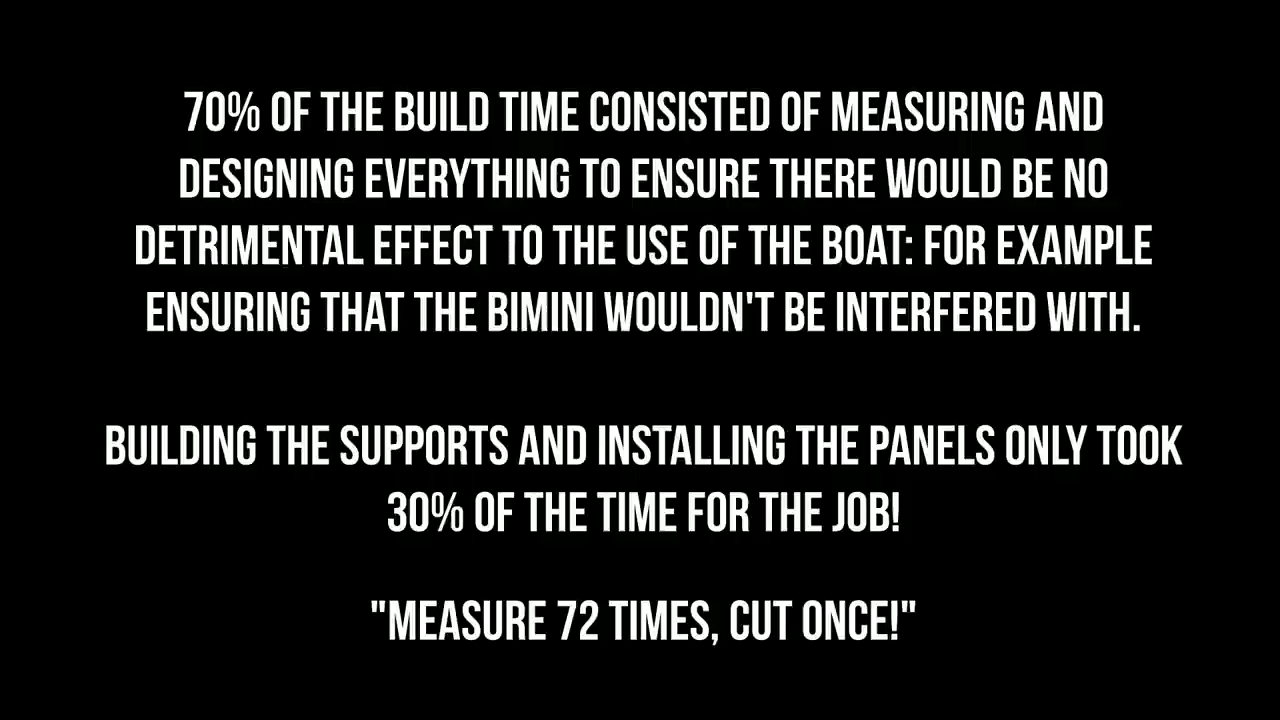 70% OF THE BUILD TIME CONSISTED OF MEASURING AND
DESIGNING EVERYTHING TO ENSURE THERE WOULD BE NO
DETRIMENTAL EFFECT TO THE USE OF THE BOAT: FOR EXAMPLE
ENSURING THAT THE BIMINI WOULDN'T BE INTERFERED WITH.
BUILDING THE SUPPORTS AND INSTALLING THE PANELS ONLY TOOK
30% OF THE TIME FOR THE JOB!
"MEASURE 72 TIMES, CUT ONCE!"